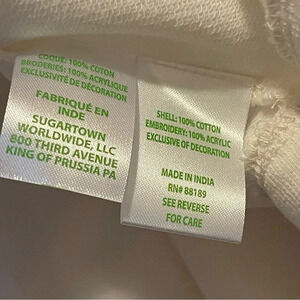 COQUE: 100% COTON
BRODERIES: 100% ACRYLIQUE
EXCLUSIVITÉ DE DÉCORATION
FABRIQUÉ EN
INDE
SUGARTOWN
WORLDWIDE, LLC
800 THIRD AVENUE
KING OF PRUSSIA PA
SHELL: 100% COTTON
EMBROIDERY: 100% ACRYLIC
EXCLUSIVE OF DECORATION
MADE IN INDIA
RN# 88189
SEE REVERSE
FOR CARE